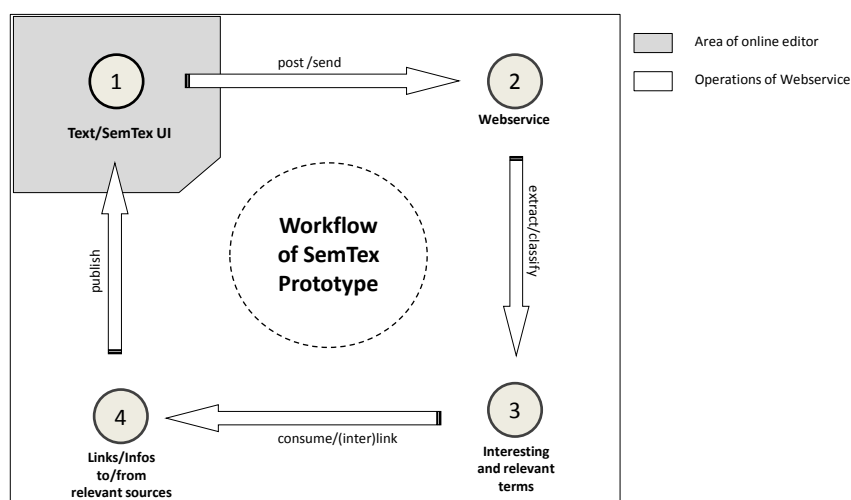 1
Text/SemTex UI
post /send
2
Webservice
extract/classify
3
Interesting
and relevant
terms
consume/(inter)link
4
Links/Infos
to/from
relevant sources
publish
Workflow
of SemTex
Prototype
Area of online editor
Operations of Webservice